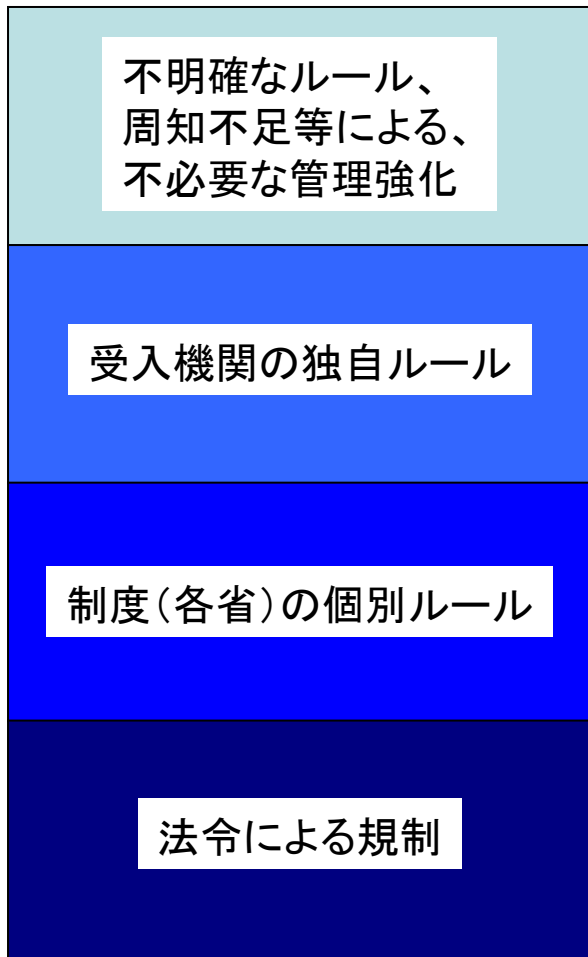 不明確なルール、
周知不足等による、
不必要な管理強化
受入機関の独自ルール
制度(各省)の個別ルール
法令による規制